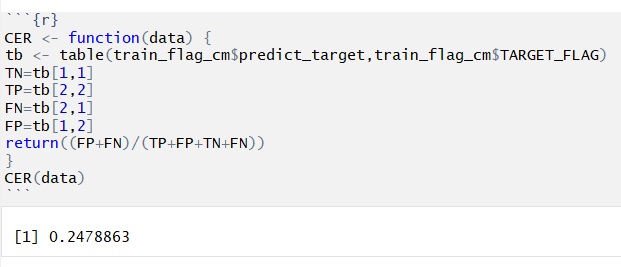 ```{r}
CER <- function(data) {
tb <- table(train_flag_cm$predict_target,train_flag_cm$TARGET_FLAG)
TN=tb[1,1]
TP=tb[2,2]
FN=tb[2,1]
FP=tb[1,2]
return((FP+FN)/(TP+FP+TN+FN))
}
CER(data)
```
[1] 0.2478863